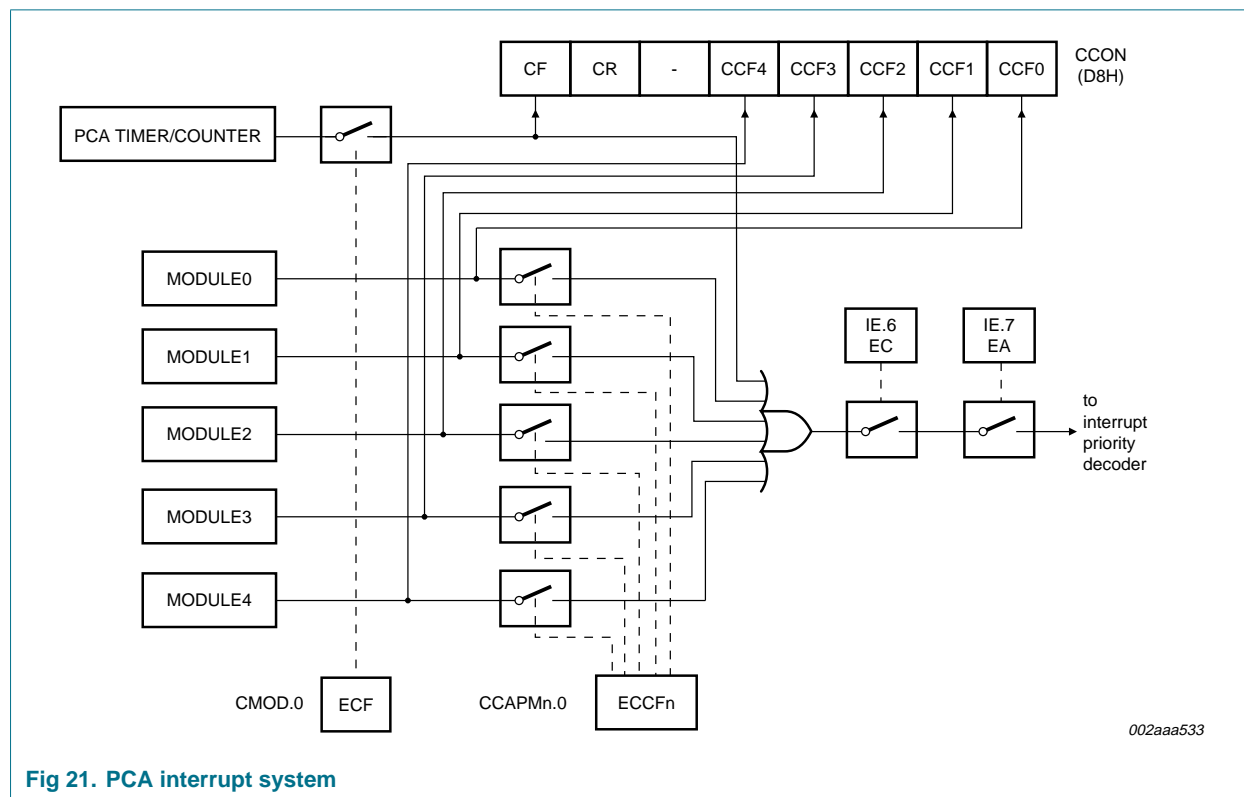 CF CR - CCF4 CCF3 CCF2 CCF1 CCF0
CCON
(D8H)
PCA TIMER/COUNTER
MODULE0
MODULE1
IE.6
EC
IE.7
EA
MODULE2
to
interrupt
priority
decoder
MODULE3
MODULE4
CMOD.0 ECF CCAPMn.0 ECCFn
002aaa533
Fig 21. PCA interrupt system